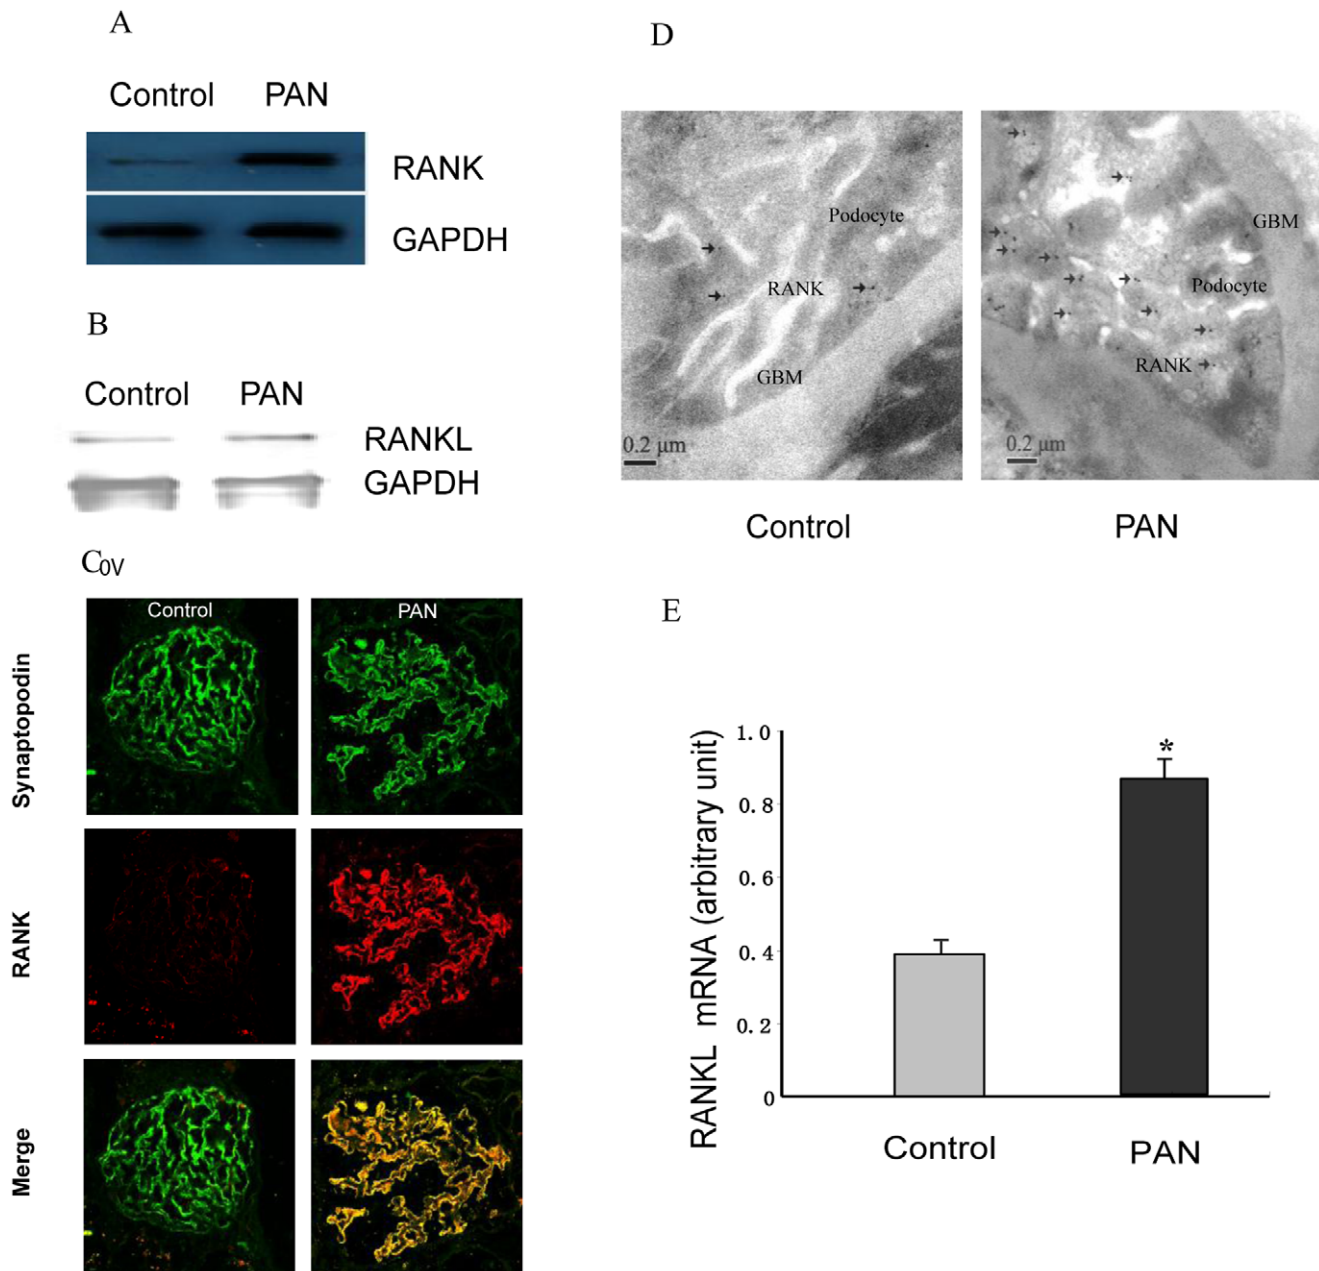 A
Control PAN
RANK
GAPDH
B
Control PAN
RANKL
GAPDH
C0V
Control PAN
Synaptopodin
RANK
Merge
D
Podocyte
RANK
GBM
0.2 μm
Control
GBM
Podocyte
RANK
0.2 μm
PAN
E
RANKL mRNA (arbitrary unit)
1.0
0.8
0.6
0.4
0.2
0
*
Control PAN